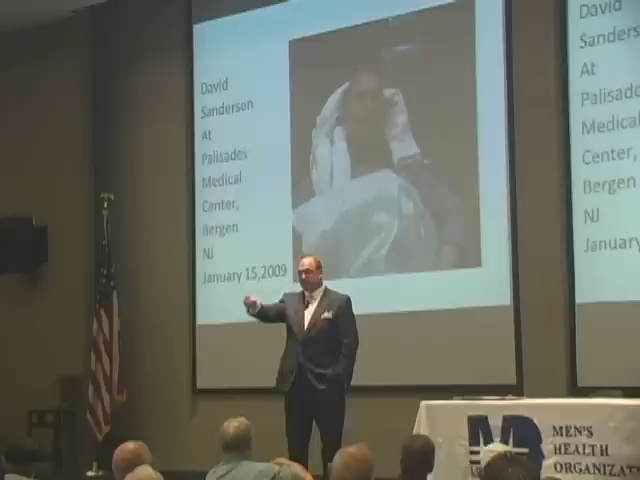 David
Sanderson
At
Palisades
Medical
Center,
Bergen
NJ
January 15,2009
David
Sanders
At
Palisade
Medical
Center,
Bergen
NJ
January
MEN'S
HEALTH
ORGANIZAT